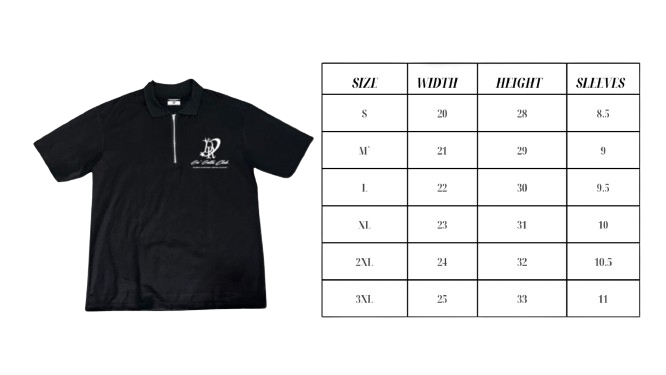 SIZE WIDTH HEIGHT SLEEVES
S 20 28 8.5
M` 21 29 9
L 22 30 9.5
XL 23 31 10
2XL 24 32 10.5
3XL 25 33 11
Club